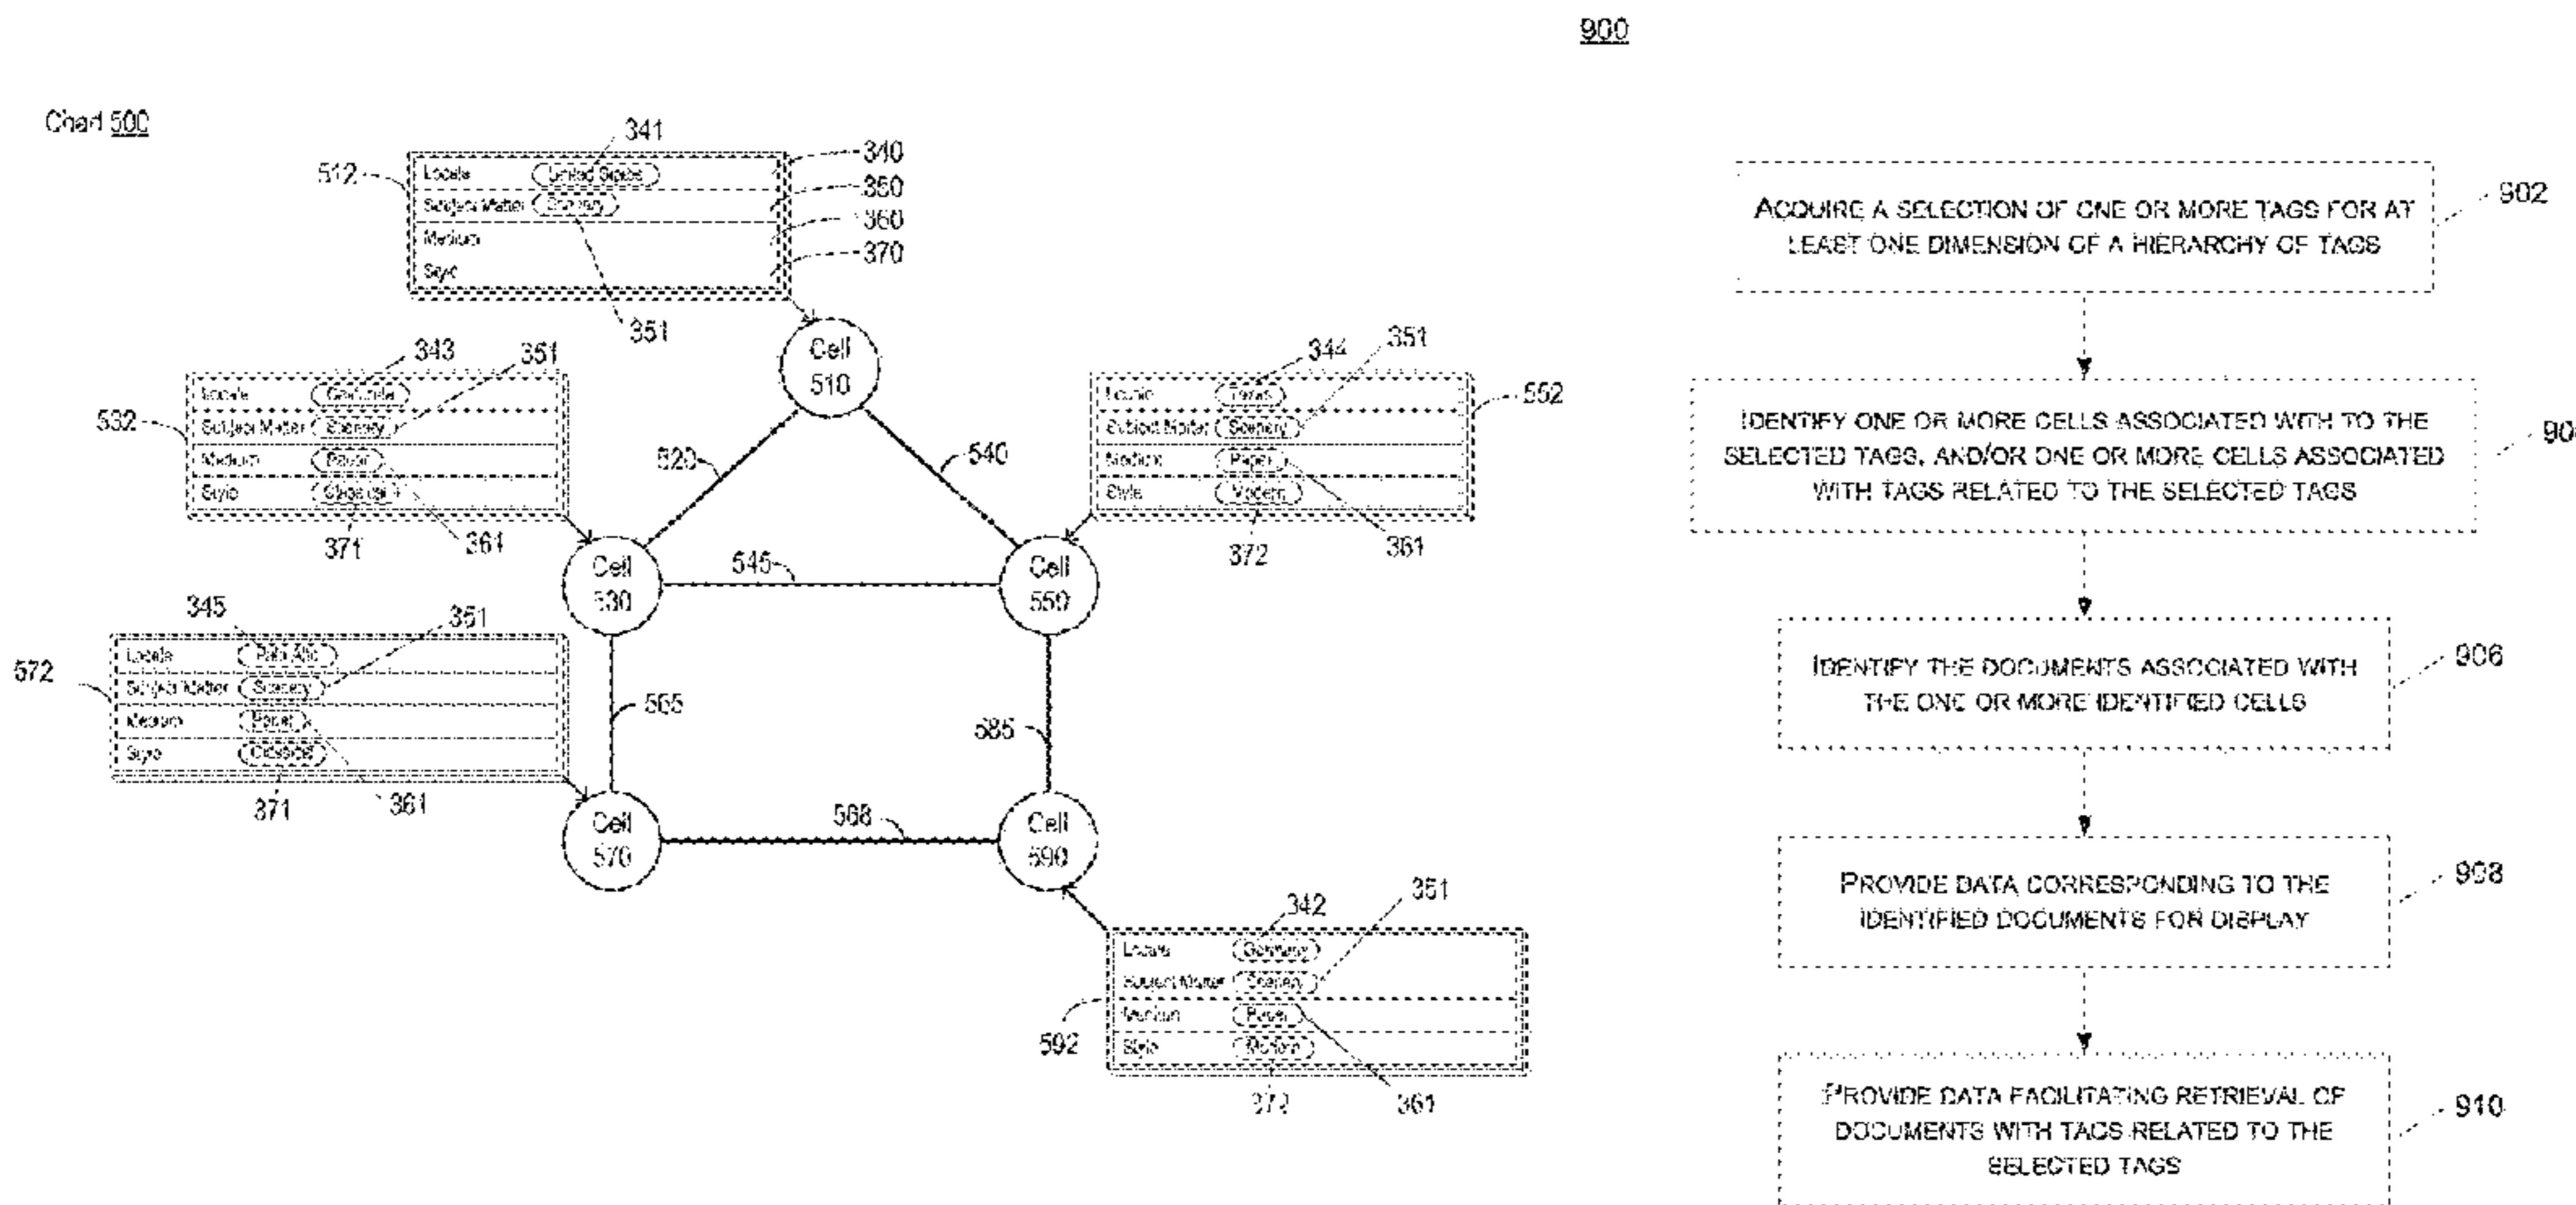 900
Chart 500
341
340
512
Locale United States
350
Subject Matter Scenery
360
Medium
370
Style
351
Cell
510
343
351
Locale California
532
Subject Matter Scenery
Medium Paper
Style Classical
371
361
344
351
Locale Texas
552
Subject Matter Scenery
Medium Paper
Style Modern
372
361
520
540
Cell
530
545
Cell
550
345
351
Locale Palo Alto
572
Subject Matter Scenery
Medium Paper
Style Classical
371
361
565
585
Cell
570
568
Cell
590
342
351
Locale Germany
Subject Matter Scenery
Medium Paper
592
Style Modern
372
361
ACQUIRE A SELECTION OF ONE OR MORE TAGS FOR AT
LEAST ONE DIMENSION OF A HIERARCHY OF TAGS
902
IDENTIFY ONE OR MORE CELLS ASSOCIATED WITH TO THE
SELECTED TAGS, AND/OR ONE OR MORE CELLS ASSOCIATED
WITH TAGS RELATED TO THE SELECTED TAGS
IDENTIFY THE DOCUMENTS ASSOCIATED WITH
THE ONE OR MORE IDENTIFIED CELLS
906
PROVIDE DATA CORRESPONDING TO THE
IDENTIFIED DOCUMENTS FOR DISPLAY
908
PROVIDE DATA FACILITATING RETRIEVAL OF
DOCUMENTS WITH TAGS RELATED TO THE
SELECTED TAGS
910